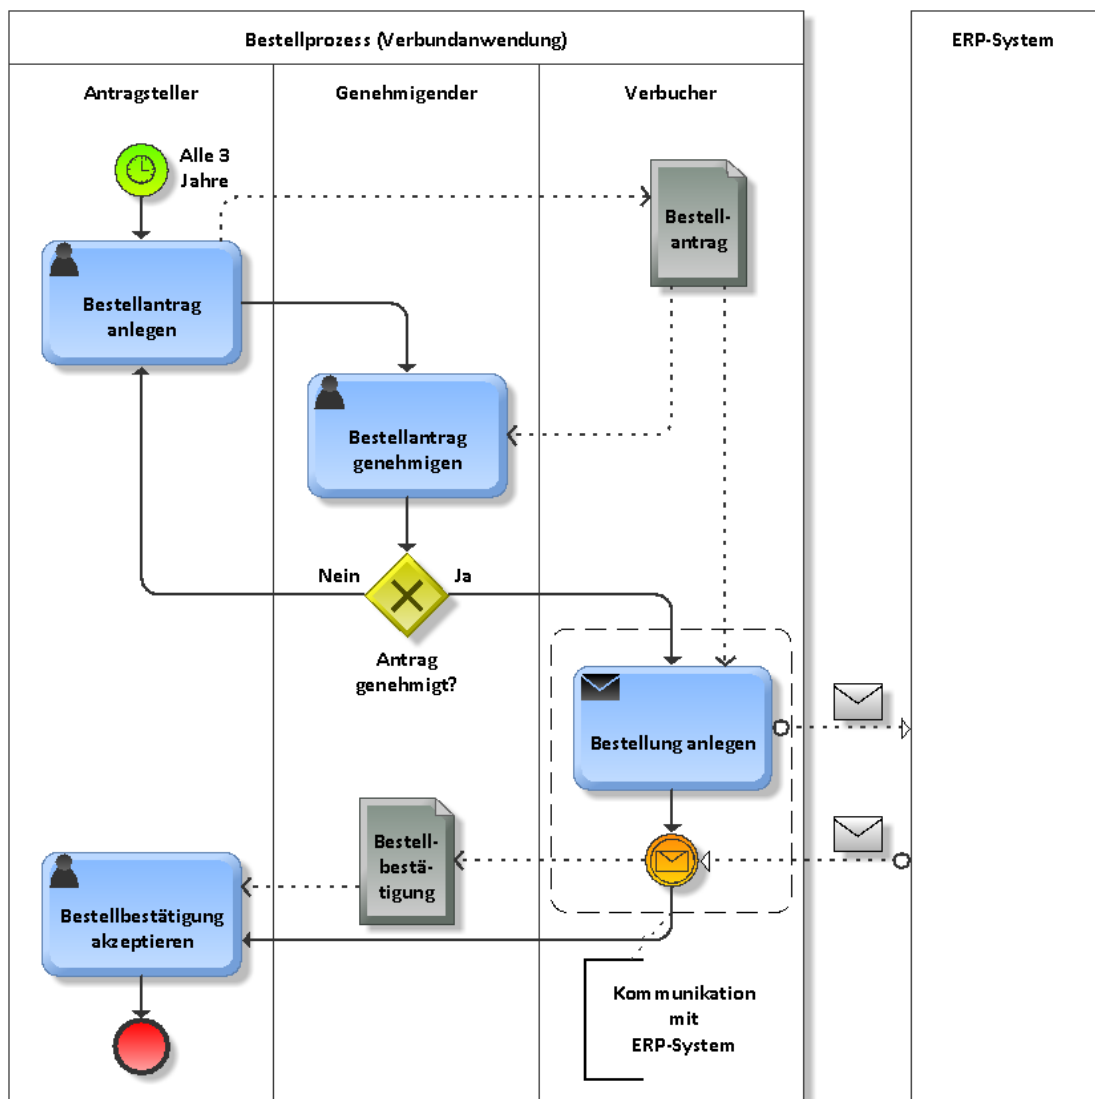 Bestellprozess (Verbundanwendung)
ERP-System
Antragsteller
Genehmigender
Verbucher
Alle 3
Jahre
Bestell-
antrag
Bestellantrag
anlegen
Bestellantrag
genehmigen
Nein
Ja
Antrag
genehmigt?
Bestellung anlegen
Bestell-
bestä-
tigung
Bestellbestätigung
akzeptieren
Kommunikation
mit
ERP-System